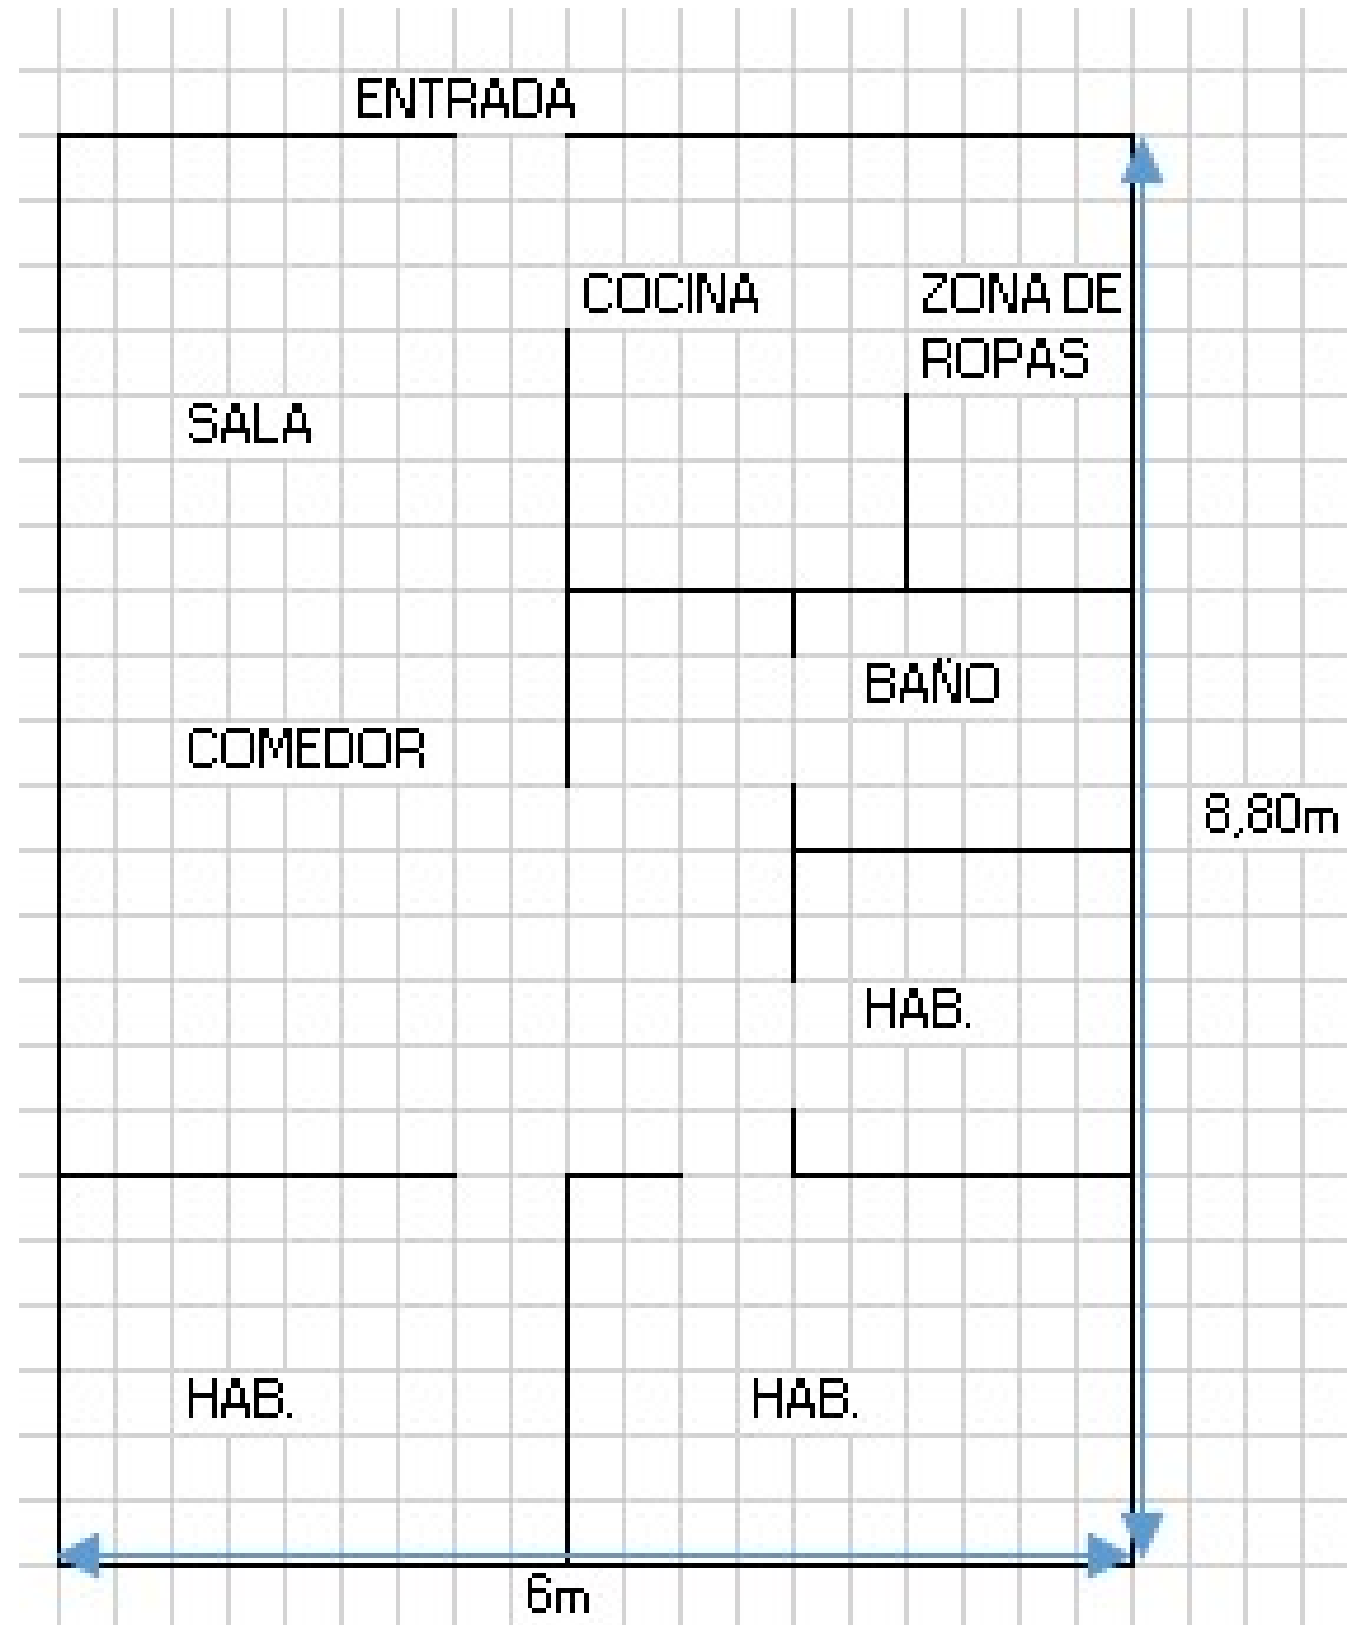 ENTRADA
COCINA
ZONA DE
ROPAS
SALA
BAÑO
COMEDOR
8,80m
HAB.
HAB.
HAB.
6m